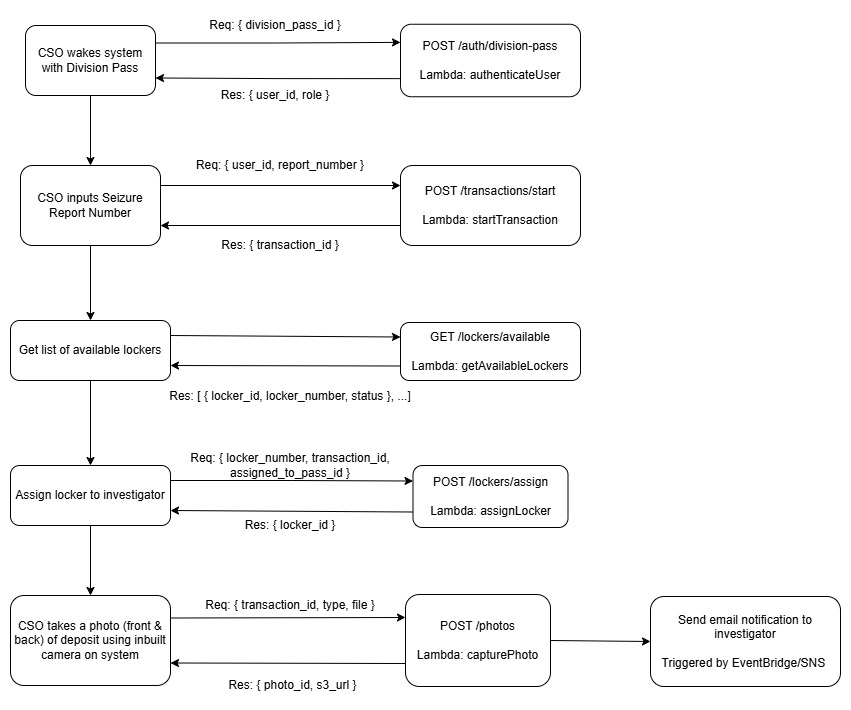 Req: { division_pass_id }
CSO wakes system
with Division Pass
POST /auth/division-pass
Lambda: authenticateUser
Res: { user_id, role }
Req: { user_id, report_number }
CSO inputs Seizure
Report Number
POST /transactions/start
Lambda: startTransaction
Res: { transaction_id }
Get list of available lockers
GET /lockers/available
Lambda: getAvailableLockers
Res: [ { locker_id, locker_number, status }, ...]
Req: { locker_number, transaction_id,
assigned_to_pass_id }
Assign locker to investigator
POST /lockers/assign
Lambda: assignLocker
Res: { locker_id }
Req: { transaction_id, type, file }
CSO takes a photo (front &
back) of deposit using inbuilt
camera on system
POST /photos
Lambda: capturePhoto
Res: { photo_id, s3_url }
Send email notification to
investigator
Triggered by EventBridge/SNS